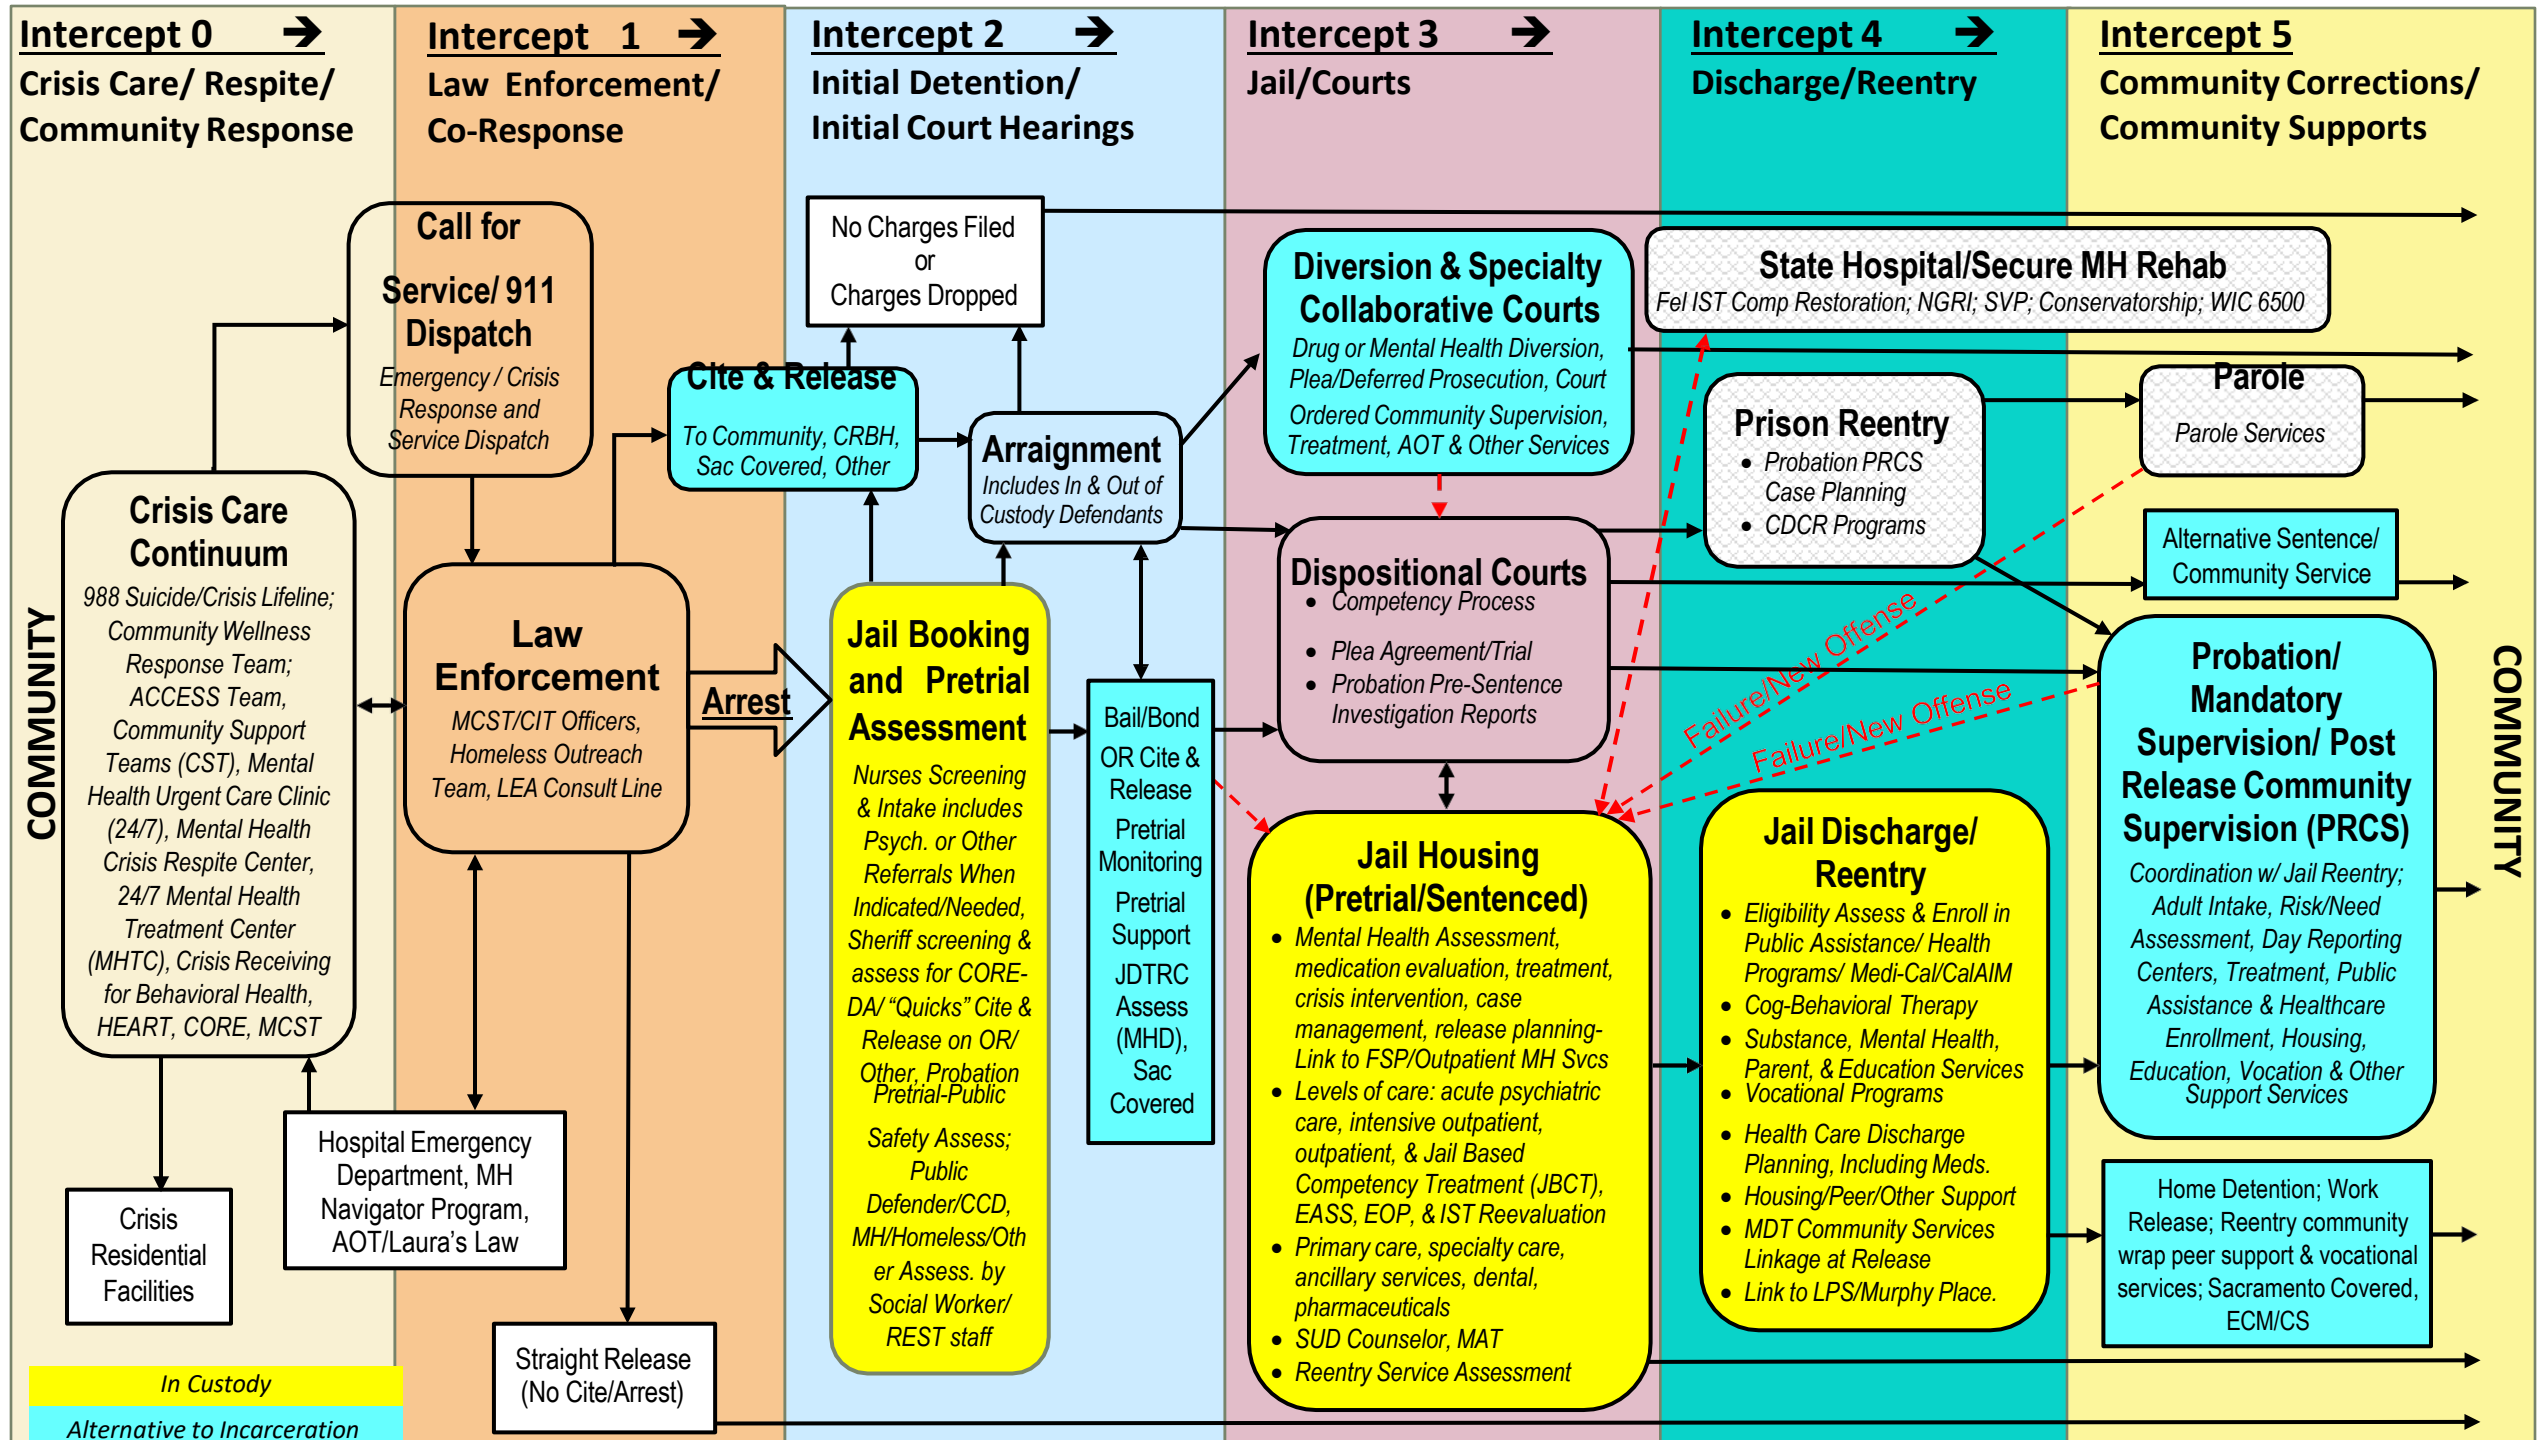 Intercept 0 ➔
Crisis Care/ Respite/
Community Response
Intercept 1 ➔
Law Enforcement/
Co-Response
Intercept 2 ➔
Initial Detention/
Initial Court Hearings
Intercept 3 ➔
Jail/Courts
Intercept 4 ➔
Discharge/Reentry
Intercept 5
Community Corrections/
Community Supports
COMMUNITY
Call for
Service/ 911
Dispatch
Emergency / Crisis
Response and
Service Dispatch
Crisis Care
Continuum
988 Suicide/Crisis Lifeline;
Community Wellness
Response Team;
ACCESS Team,
Community Support
Teams (CST), Mental
Health Urgent Care Clinic
(24/7), Mental Health
Crisis Respite Center,
24/7 Mental Health
Treatment Center
(MHTC), Crisis Receiving
for Behavioral Health,
HEART, CORE, MCST
Crisis
Residential
Facilities
Hospital Emergency
Department, MH
Navigator Program,
AOT/Laura's Law
Law
Enforcement
MCST/CIT Officers,
Homeless Outreach
Team, LEA Consult Line
Arrest
Straight Release
(No Cite/Arrest)
In Custody
Alternative to Incarceration
No Charges Filed
or
Charges Dropped
Cite & Release
To Community, CRBH,
Sac Covered, Other
Arraignment
Includes In & Out of
Custody Defendants
Jail Booking
and Pretrial
Assessment
Nurses Screening
& Intake includes
Psych. or Other
Referrals When
Indicated/Needed,
Sheriff screening &
assess for CORE-
DA/ “Quicks” Cite &
Release on OR/
Other, Probation
Pretrial-Public
Safety Assess;
Public
Defender/CCD,
MH/Homeless/Oth
er Assess. by
Social Worker/
REST staff
Bail/Bond
OR Cite &
Release
Pretrial
Monitoring
Pretrial
Support
JDTRC
Assess
(MHD),
Sac
Covered
Diversion & Specialty
Collaborative Courts
Drug or Mental Health Diversion,
Plea/Deferred Prosecution, Court
Ordered Community Supervision,
Treatment, AOT & Other Services
Dispositional Courts
• Competency Process
• Plea Agreement/Trial
• Probation Pre-Sentence
Investigation Reports
Jail Housing
(Pretrial/Sentenced)
• Mental Health Assessment,
medication evaluation, treatment,
crisis intervention, case
management, release planning-
Link to FSP/Outpatient MH Svcs
• Levels of care: acute psychiatric
care, intensive outpatient,
outpatient, & Jail Based
Competency Treatment (JBCT),
EASS, EOP, & IST Reevaluation
• Primary care, specialty care,
ancillary services, dental,
pharmaceuticals
• SUD Counselor, MAT
• Reentry Service Assessment
State Hospital/Secure MH Rehab
Fel IST Comp Restoration; NGRI; SVP; Conservatorship; WIC 6500
Prison Reentry
• Probation PRCS
Case Planning
• CDCR Programs
Failure/New Offense
Failure/New Offense
Jail Discharge/
Reentry
• Eligibility Assess & Enroll in
Public Assistance/ Health
Programs/ Medi-Cal/CalAIM
• Cog-Behavioral Therapy
• Substance, Mental Health,
Parent, & Education Services
• Vocational Programs
• Health Care Discharge
Planning, Including Meds.
• Housing/Peer/Other Support
• MDT Community Services
Linkage at Release
• Link to LPS/Murphy Place.
Parole
Parole Services
Alternative Sentence/
Community Service
Probation/
Mandatory
Supervision/ Post
Release Community
Supervision (PRCS)
Coordination w/ Jail Reentry;
Adult Intake, Risk/Need
Assessment, Day Reporting
Centers, Treatment, Public
Assistance & Healthcare
Enrollment, Housing,
Education, Vocation & Other
Support Services
Home Detention; Work
Release; Reentry community
wrap peer support & vocational
services; Sacramento Covered,
ECM/CS
COMMUNITY